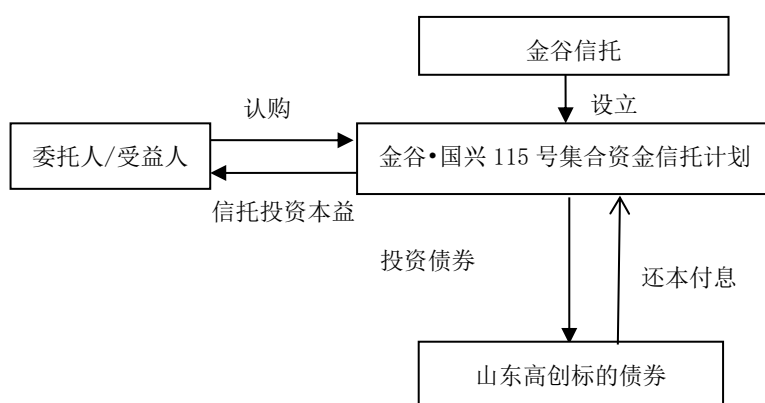 金谷信托
设立
认购
委托人/受益人
金谷•国兴 115 号集合资金信托计划
信托投资本益
投资债券
还本付息
山东高创标的债券